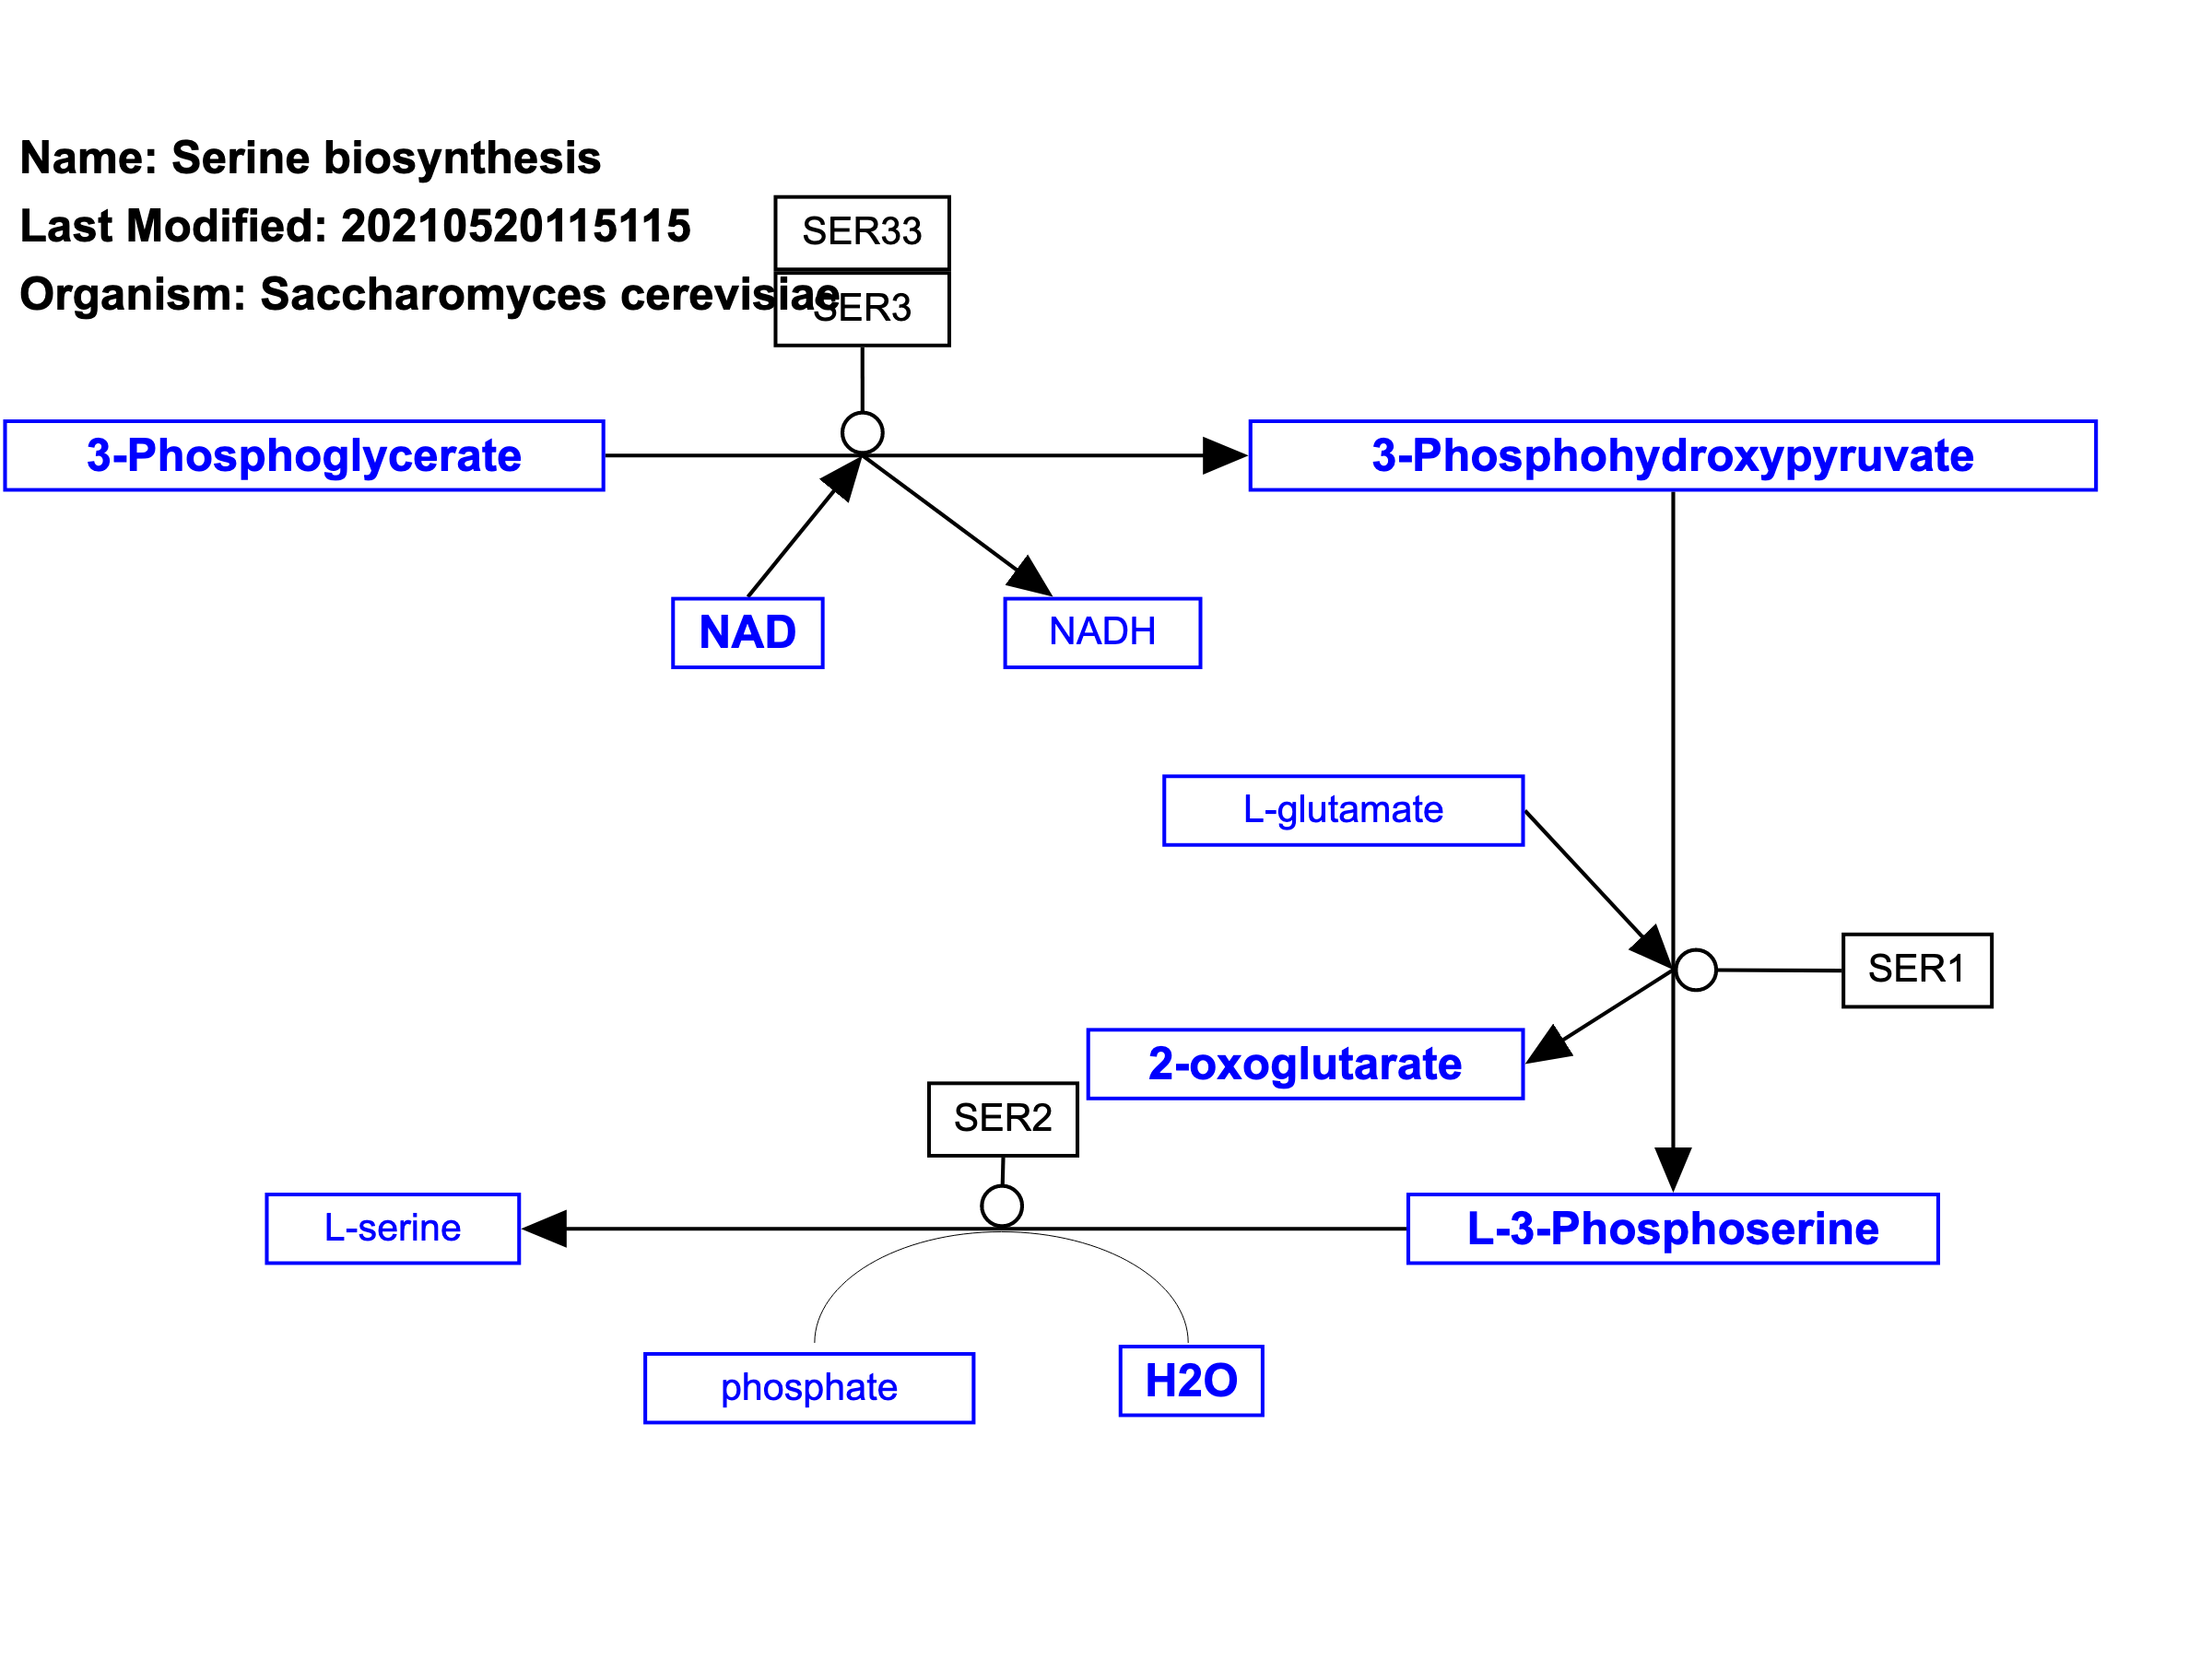 Name: Serine biosynthesis
Last Modified: 20210520115115
Organism: Saccharomyces cerevisiae
SER33
SER3
3-Phosphoglycerate
3-Phosphohydroxypyruvate
NAD
NADH
L-glutamate
SER1
2-oxoglutarate
SER2
L-serine
L-3-Phosphoserine
phosphate
H2O